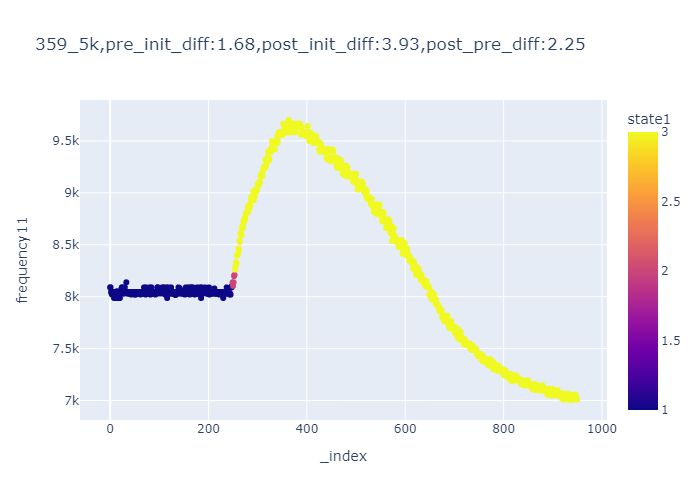 359_5k,pre_init_diff:1.68,post_init_diff:3.93,post_pre_diff:2.25
state1
3
2.5
2
1.5
1
9.5k
9k
8.5k
8k
7.5k
7k
frequency11
0
200
400
600
800
1000
_index